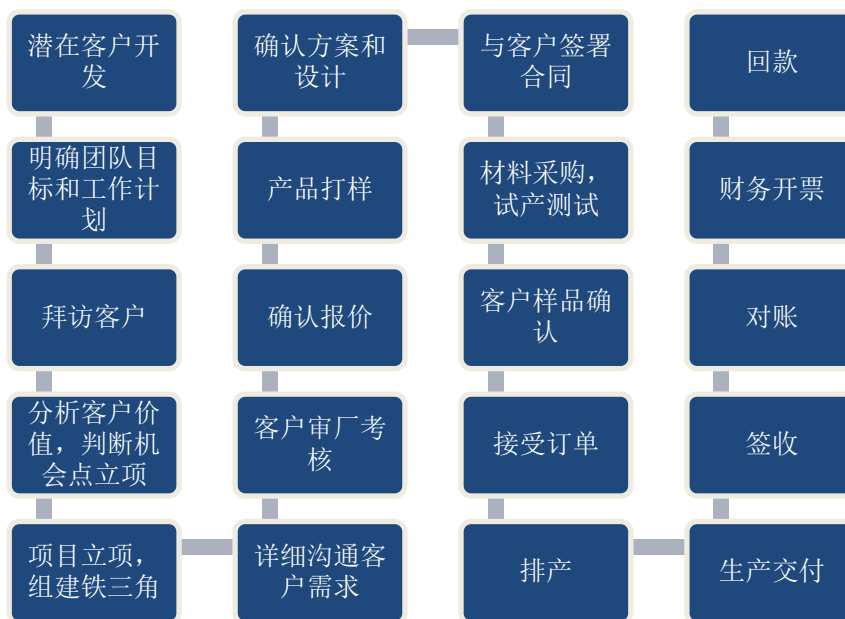 潜在客户开
发
明确团队目
标和工作计
划
拜访客户
分析客户价
值，判断机
会点立项
项目立项，
组建铁三角
详细沟通客
户需求
客户审厂考
核
确认报价
产品打样
确认方案和
设计
与客户签署
合同
材料采购，
试产测试
客户样品确
认
接受订单
排产
生产交付
签收
对账
财务开票
回款